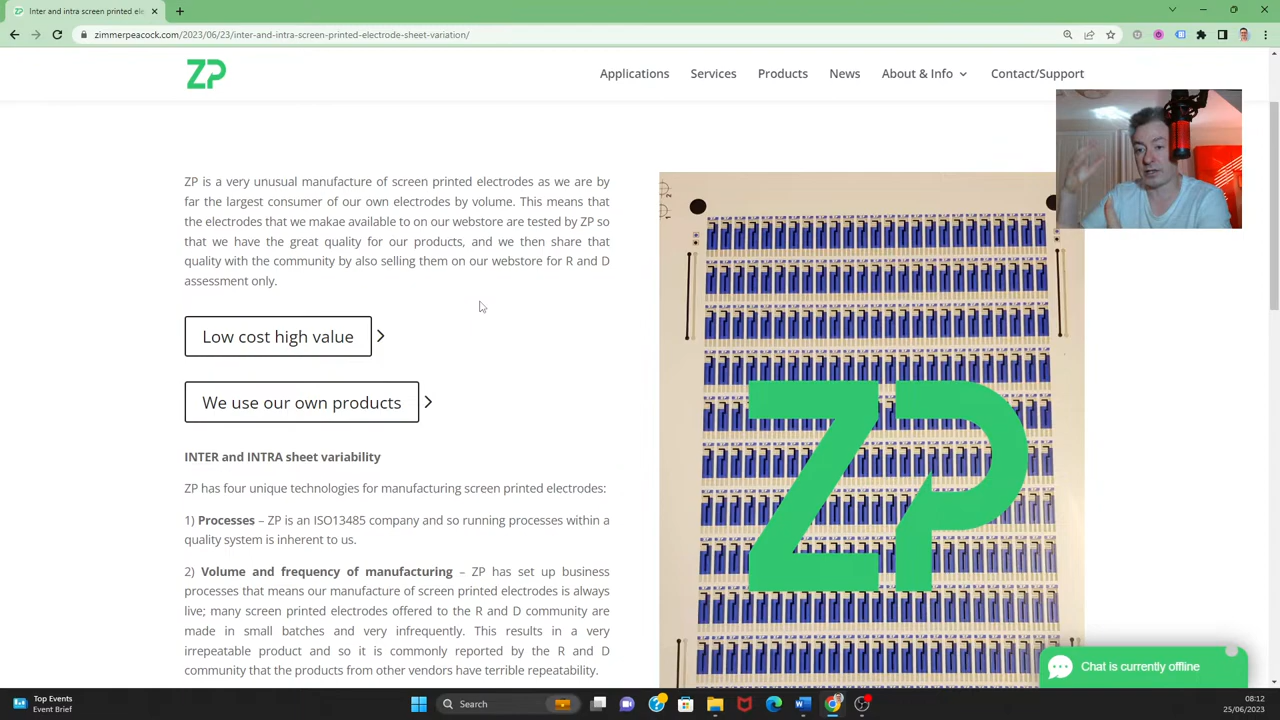 Inter and intra screen printed ele
zimmerpeacock.com/2023/06/23/inter-and-intra-screen-printed-electrode-sheet-variation/
ZP
Applications
Services
Products
News
About & Info
Contact/Support
ZP is a very unusual manufacture of screen printed electrodes as we are by
far the largest consumer of our own electrodes by volume. This means that
the electrodes that we makae available to on our webstore are tested by ZP so
that we have the great quality for our products, and we then share that
quality with the community by also selling them on our webstore for R and D
assessment only.
Low cost high value
We use our own products
INTER and INTRA sheet variability
ZP has four unique technologies for manufacturing screen printed electrodes:
1) Processes – ZP is an ISO13485 company and so running processes within a
quality system is inherent to us.
2) Volume and frequency of manufacturing – ZP has set up business
processes that means our manufacture of screen printed electrodes is always
live; many screen printed electrodes offered to the R and D community are
made in small batches and very infrequently. This results in a very
irrepeatable product and so it is commonly reported by the R and D
community that the products from other vendors have terrible repeatability.
ZP
Chat is currently offline
Top Events
Event Brief
Search
08:12
25/06/2023